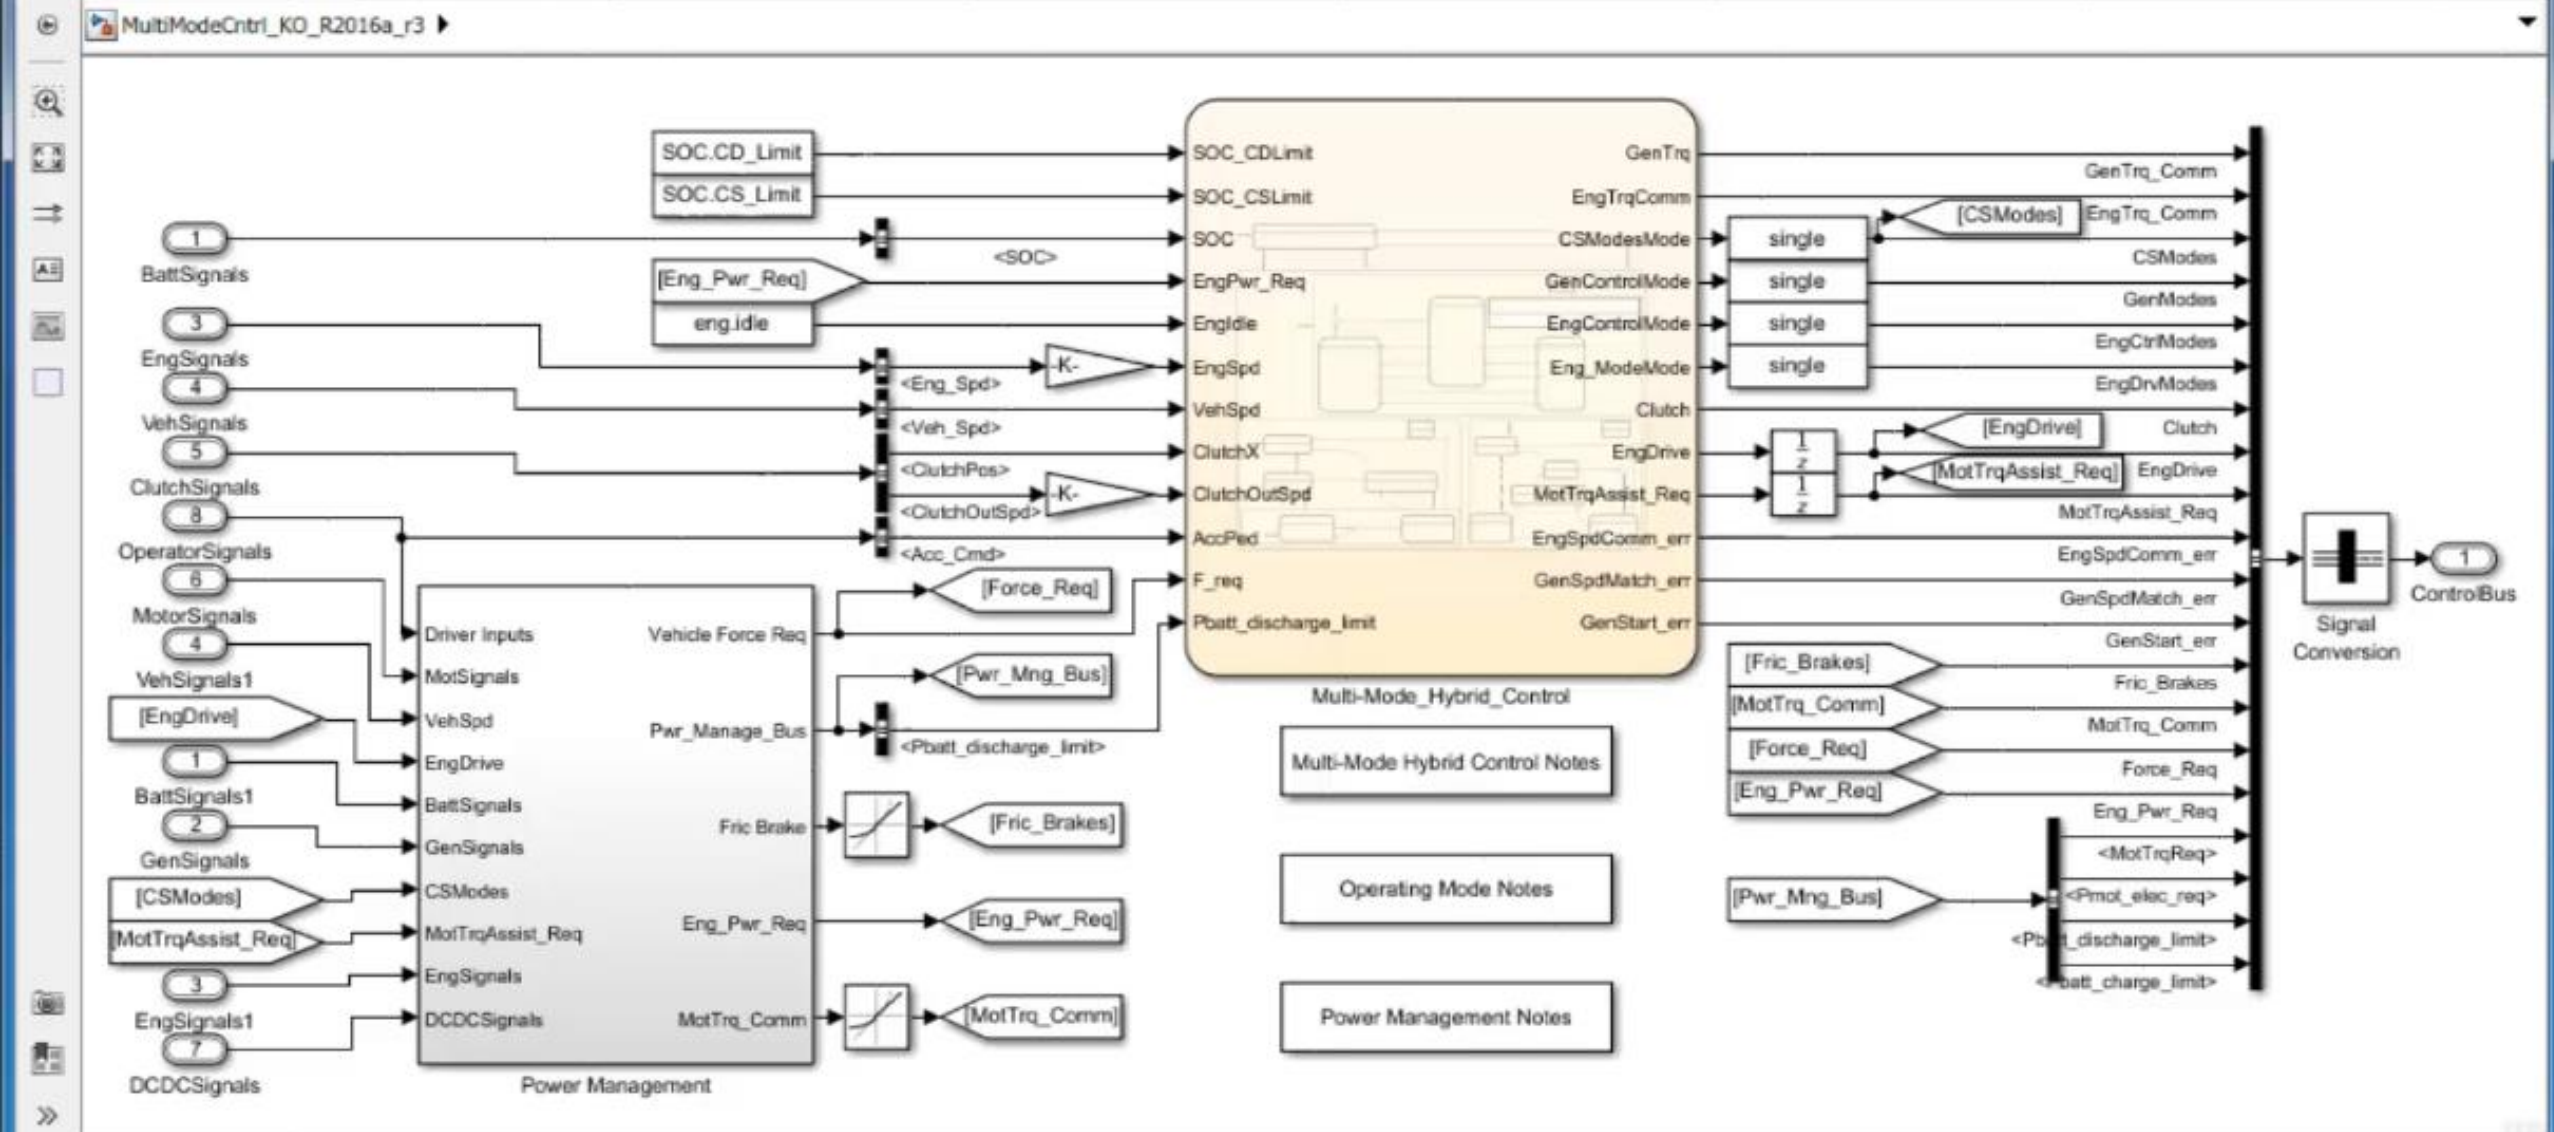 MultiModeCntrl_KO_R2016a_r3
SOC.CD_Limit
SOC.CS_Limit
1
BattSignals
<SOC>
[Eng_Pwr_Req]
eng.idle
3
EngSignals
-K-
<Eng_Spd>
4
VehSignals
<Veh_Spd>
5
ClutchSignals
<ClutchPos>
-K-
<ClutchOutSpd>
8
OperatorSignals
<Acc_Cmd>
6
MotorSignals
4
VehSignals1
[EngDrive]
1
BattSignals1
2
GenSignals
[CSModes]
[MotTrqAssist_Req]
3
EngSignals1
7
DCDCSignals
Driver Inputs
MotSignals
VehSpd
EngDrive
BattSignals
GenSignals
CSModes
MotTrqAssist_Req
EngSignals
DCDCSignals
Vehicle Force Req
Pwr_Manage_Bus
Fric Brake
Eng_Pwr_Req
MotTrq_Comm
Power Management
[Force_Req]
[Pwr_Mng_Bus]
<Pbatt_discharge_limit>
[Fric_Brakes]
[Eng_Pwr_Req]
[MotTrq_Comm]
SOC_CDLimit
SOC_CSLimit
SOC
EngPwr_Req
EngIdle
EngSpd
VehSpd
ClutchX
ClutchOutSpd
AccPed
F_req
Pbatt_discharge_limit
GenTrq
EngTrqComm
CSModesMode
GenControlMode
EngControlMode
Eng_ModeMode
Clutch
EngDrive
MotTrqAssist_Req
EngSpdComm_err
GenSpdMatch_err
GenStart_err
Multi-Mode_Hybrid_Control
Multi-Mode Hybrid Control Notes
Operating Mode Notes
Power Management Notes
single
single
single
single
1
z
1
z
[CSModes]
[EngDrive]
[MotTrqAssist_Req]
GenTrq_Comm
EngTrq_Comm
CSModes
GenModes
EngCtrlModes
EngDrvModes
Clutch
EngDrive
MotTrqAssist_Req
EngSpdComm_err
GenSpdMatch_err
GenStart_err
[Fric_Brakes]
Fric_Brakes
[MotTrq_Comm]
MotTrq_Comm
[Force_Req]
Force_Req
[Eng_Pwr_Req]
Eng_Pwr_Req
<MotTrqReq>
[Pwr_Mng_Bus]
<Pmot_elec_req>
<Pbatt_discharge_limit>
<Pbatt_charge_limit>
Signal
Conversion
1
ControlBus